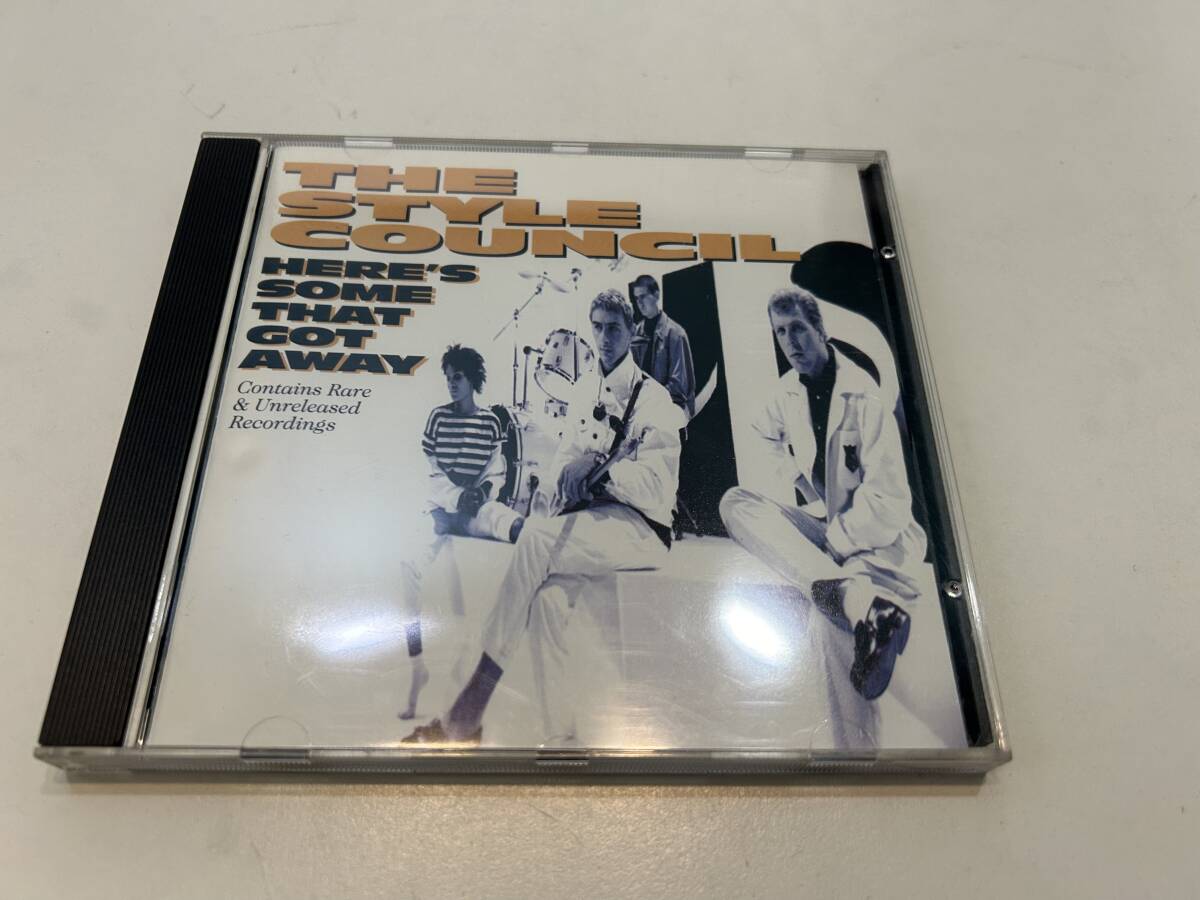 THE
STYLE
COUNCIL
HERE'S
SOME
THAT
GOT
AWAY
Contains Rare
& Unreleased
Recordings